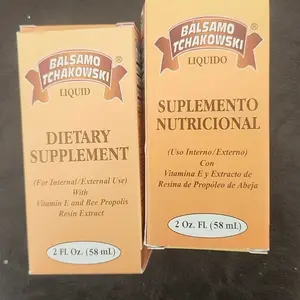 BALSAMO
TCHAKOWSKI
®
LIQUID
DIETARY
SUPPLEMENT
(For Internal/External Use)
With
Vitamin E and Bee Propolis
Resin Extract
2 Fl. Oz. (58 mL)
BALSAMO
TCHAKOWSKI
®
LIQUIDO
SUPLEMENTO
NUTRICIONAL
(Uso Interno/Externo)
Con
Vitamina E y Extracto de
Resina de Propóleo de Abeja
2 Oz. Fl. (58 mL)